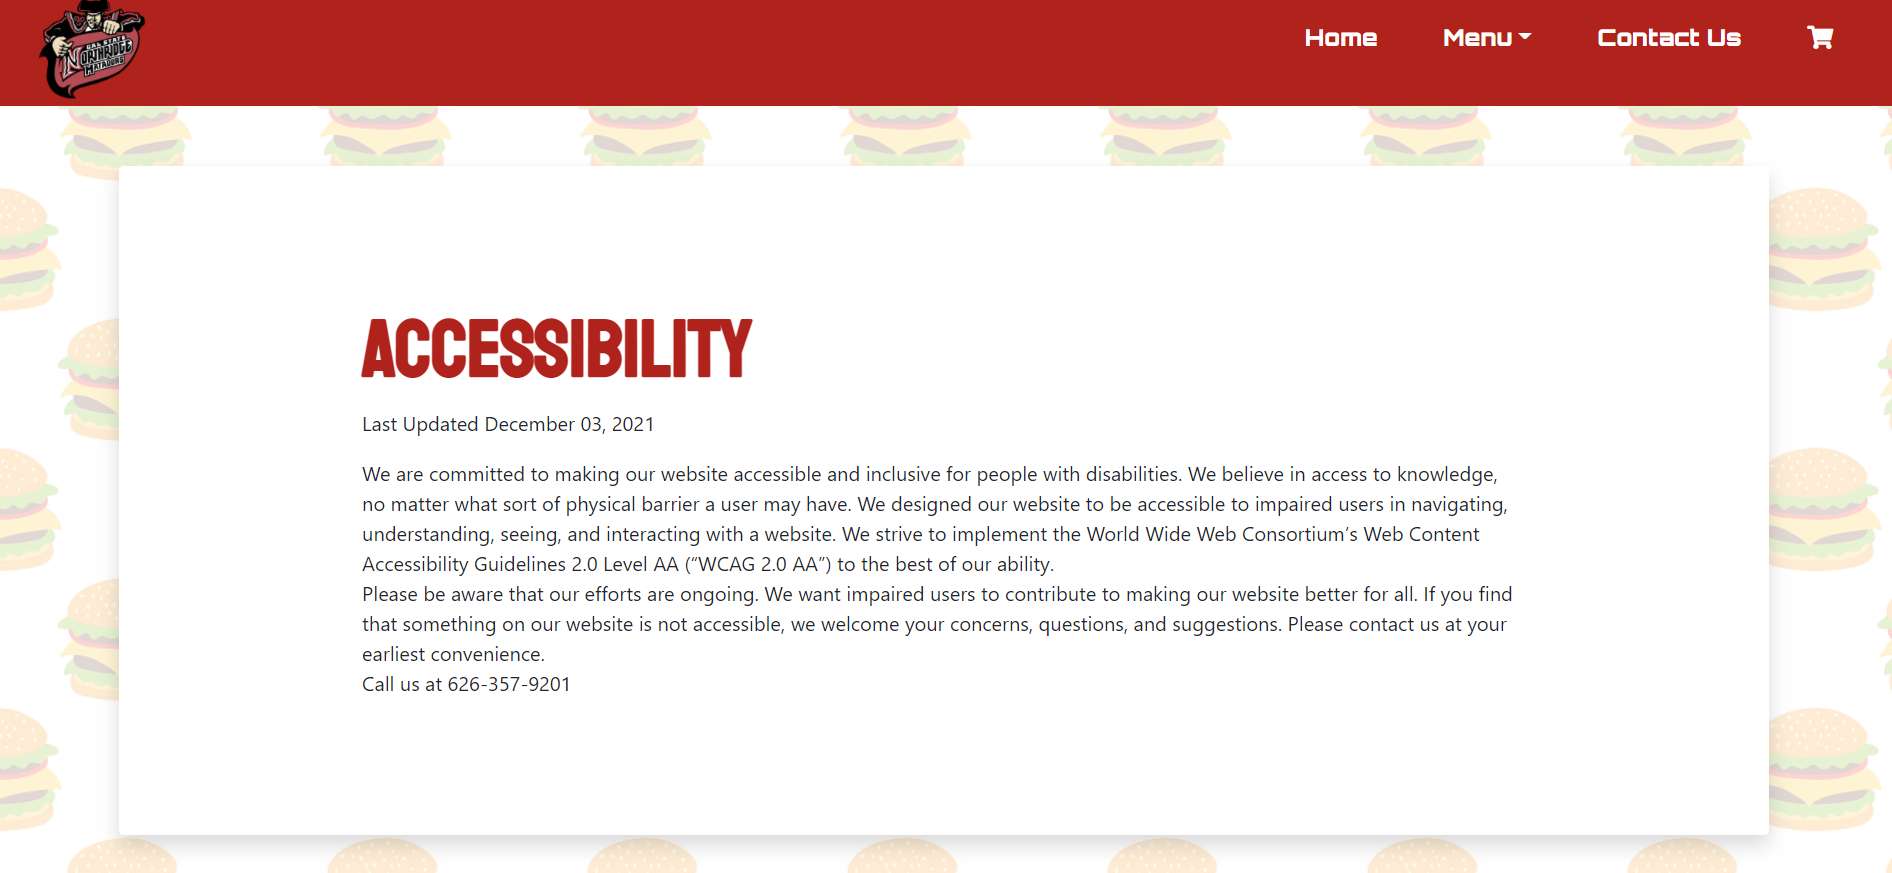 CAL STATE
NORTHRIDGE
MATADORS
Home
Menu
Contact Us
ACCESSIBILITY
Last Updated December 03, 2021
We are committed to making our website accessible and inclusive for people with disabilities. We believe in access to knowledge,
no matter what sort of physical barrier a user may have. We designed our website to be accessible to impaired users in navigating,
understanding, seeing, and interacting with a website. We strive to implement the World Wide Web Consortium’s Web Content
Accessibility Guidelines 2.0 Level AA (“WCAG 2.0 AA”) to the best of our ability.
Please be aware that our efforts are ongoing. We want impaired users to contribute to making our website better for all. If you find
that something on our website is not accessible, we welcome your concerns, questions, and suggestions. Please contact us at your
earliest convenience.
Call us at 626-357-9201